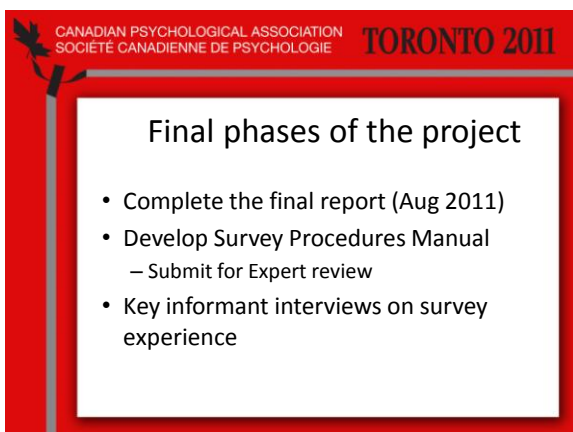 CANADIAN PSYCHOLOGICAL ASSOCIATION
SOCIÉTÉ CANADIENNE DE PSYCHOLOGIE
TORONTO 2011
Final phases of the project
• Complete the final report (Aug 2011)
• Develop Survey Procedures Manual
– Submit for Expert review
• Key informant interviews on survey
experience